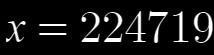 x = 224719